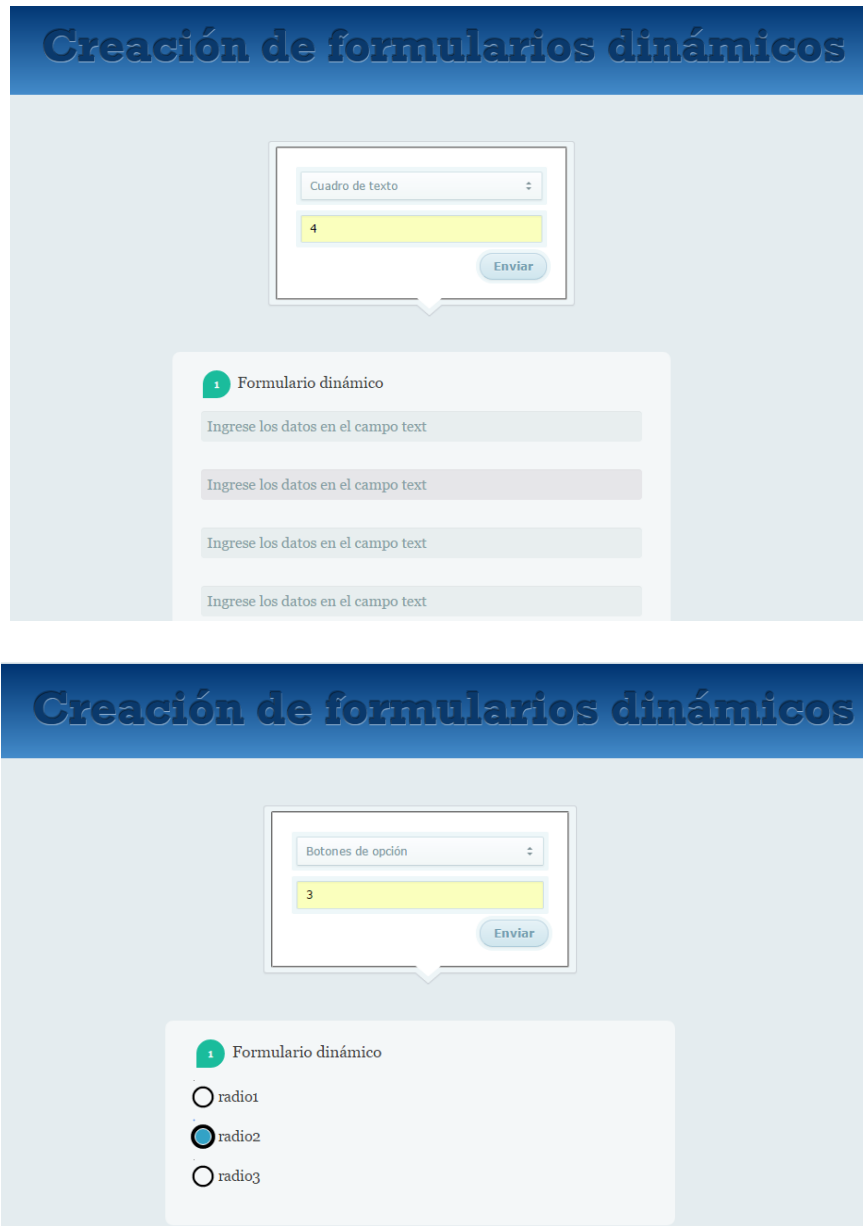 Creación de formularios dinámicos
Cuadro de texto
4
Enviar
1 Formulario dinámico
Ingrese los datos en el campo text
Ingrese los datos en el campo text
Ingrese los datos en el campo text
Ingrese los datos en el campo text
Creación de formularios dinámicos
Botones de opción
3
Enviar
1 Formulario dinámico
radio1
radio2
radio3